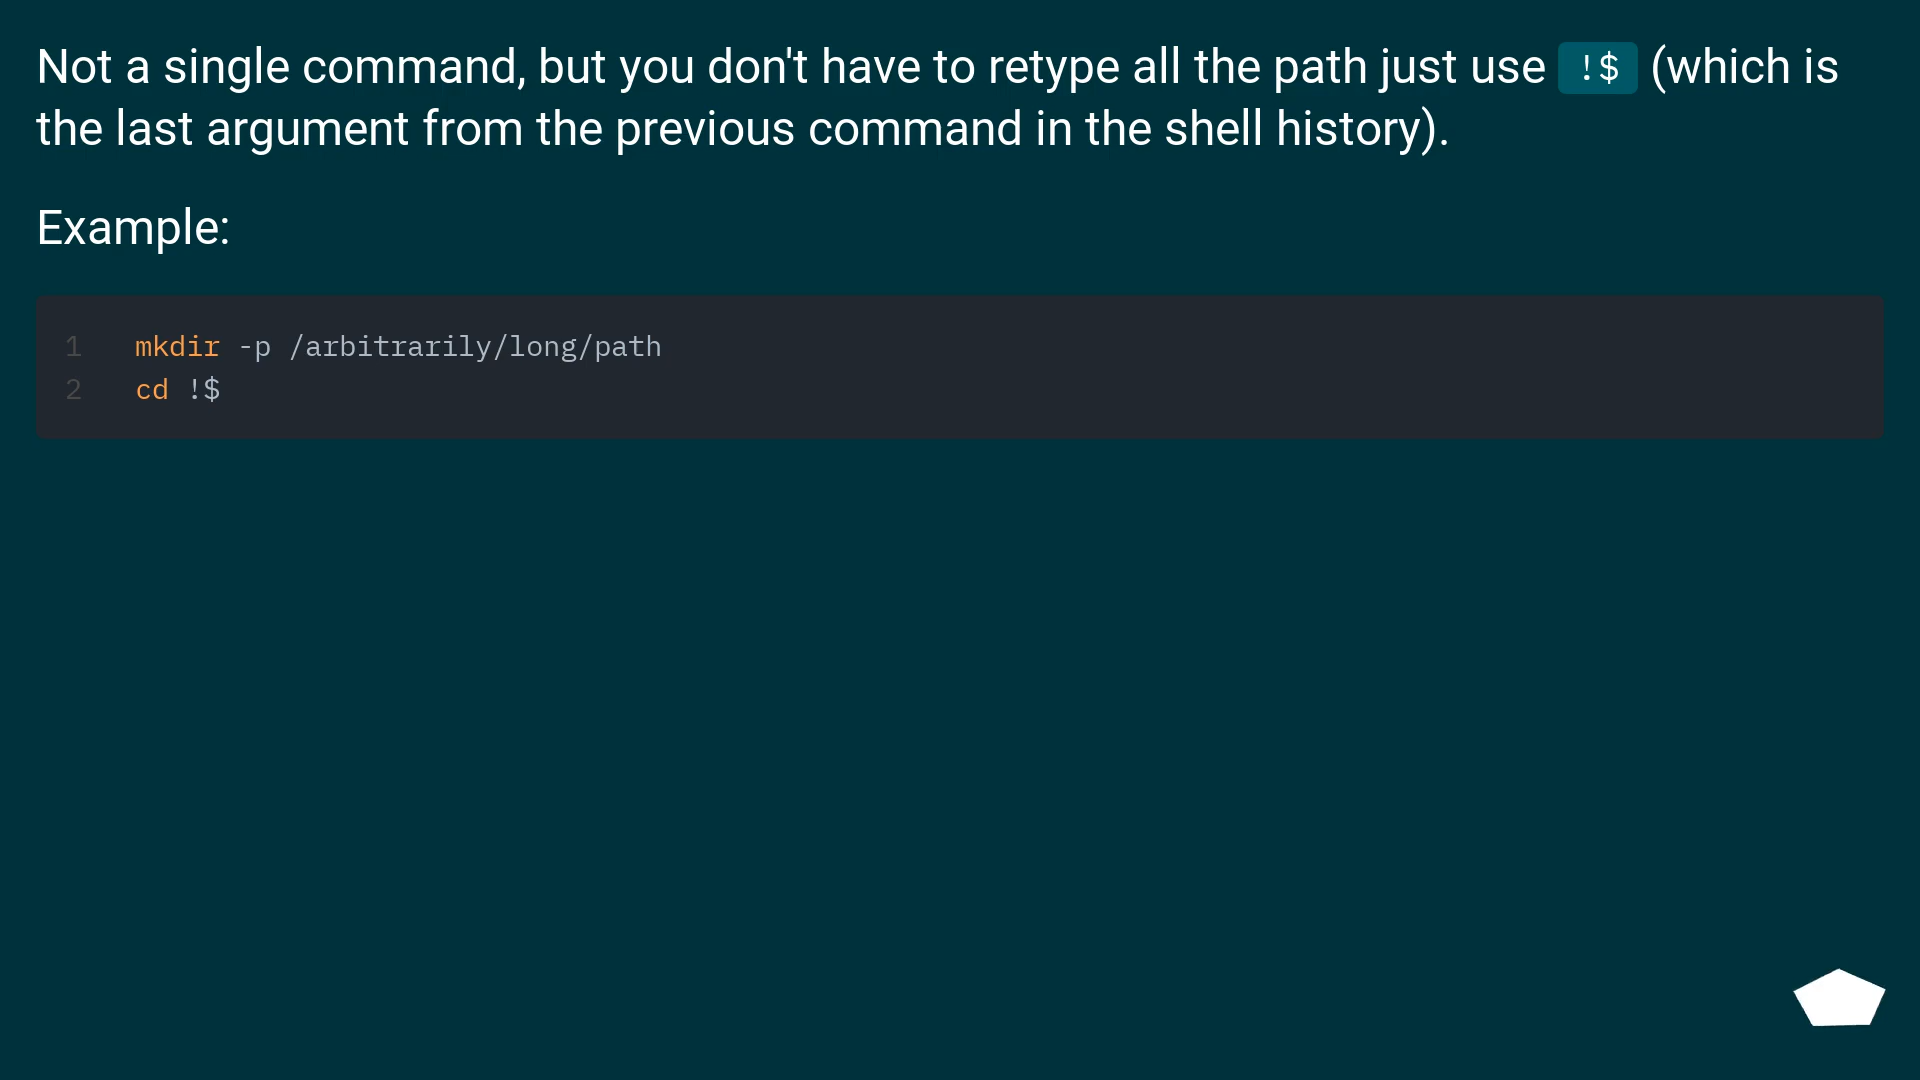 Not a single command, but you don't have to retype all the path just use !$ (which is
the last argument from the previous command in the shell history).
Example:
1 mkdir -p /arbitrarily/long/path
2 cd !$